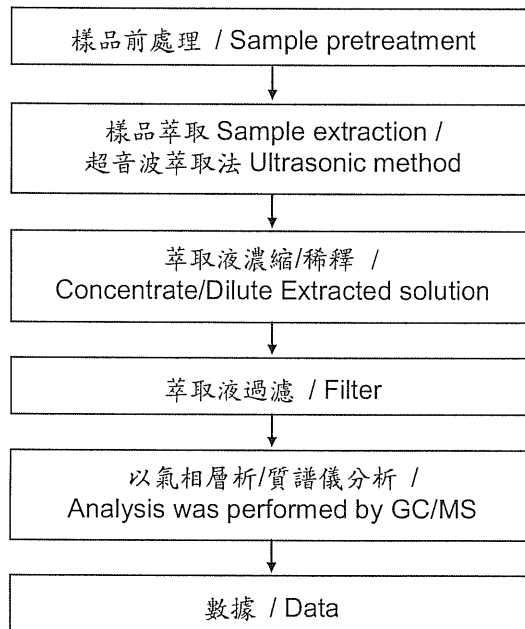 樣品前處理 / Sample pretreatment
樣品萃取 Sample extraction /
超音波萃取法 Ultrasonic method
萃取液濃縮/稀釋 /
Concentrate/Dilute Extracted solution
萃取液過濾 / Filter
以氣相層析/質譜儀分析 /
Analysis was performed by GC/MS
數據 / Data